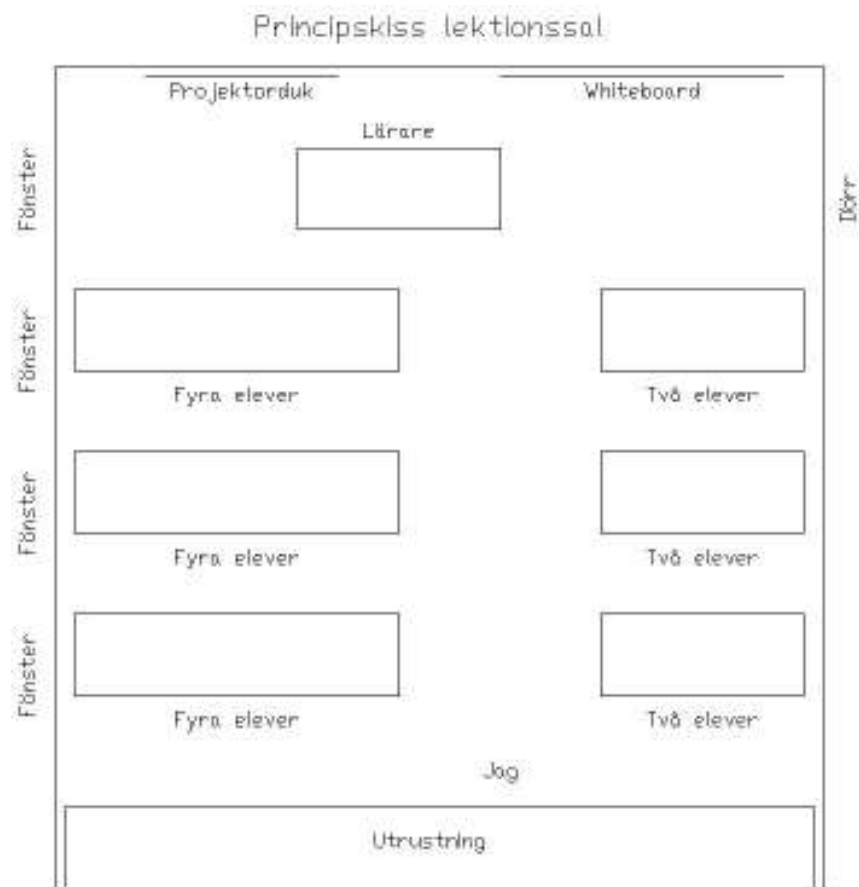 Principskiss lektionssal
Projektorduk
Whiteboard
Lärare
Fönster
Dörr
Fönster
Fyra elever
Två elever
Fönster
Fyra elever
Två elever
Fönster
Fyra elever
Två elever
Jag
Utrustning